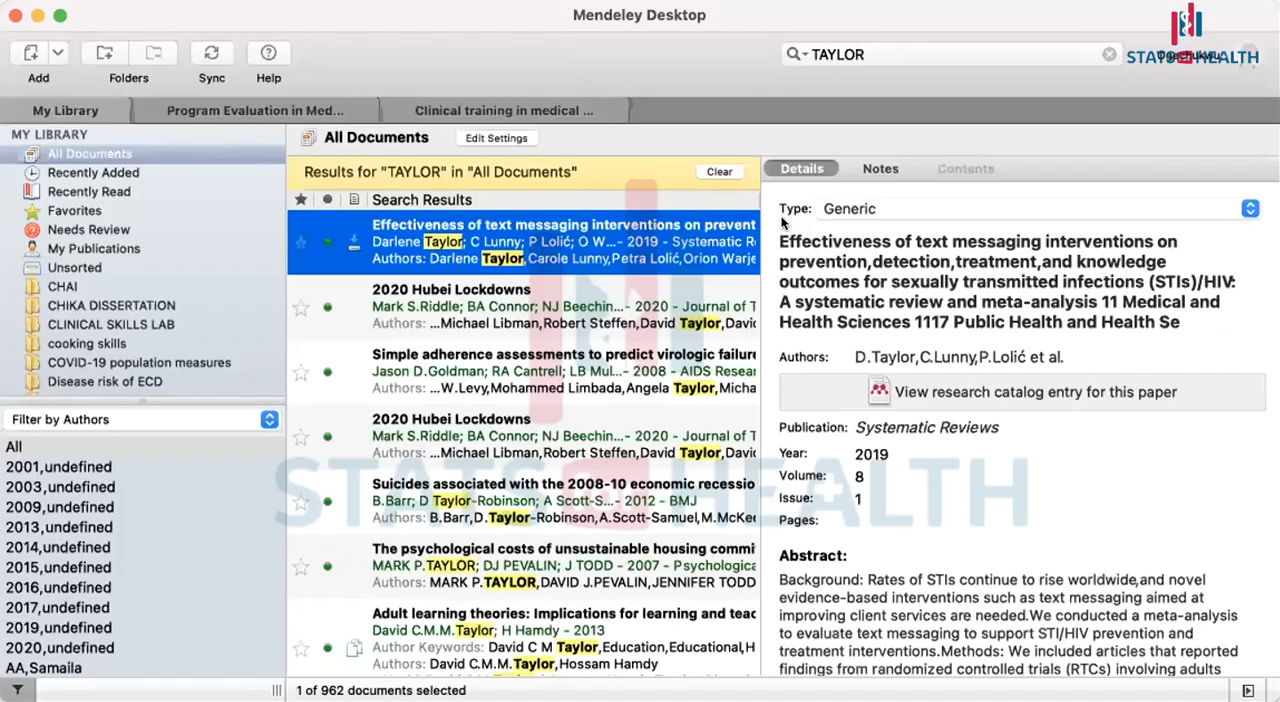 Mendeley Desktop
Add
Folders
Sync
Help
TAYLOR
STATS HEALTH
My Library
Program Evaluation in Med...
Clinical training in medical ...
MY LIBRARY
All Documents
Recently Added
Recently Read
Favorites
Needs Review
My Publications
Unsorted
CHAI
CHIKA DISSERTATION
CLINICAL SKILLS LAB
cooking skills
COVID-19 population measures
Disease risk of ECD
Filter by Authors
All
2001,undefined
2003,undefined
2009,undefined
2013,undefined
2014,undefined
2015,undefined
2016,undefined
2017,undefined
2019,undefined
2020,undefined
AA,Samaila
All Documents
Edit Settings
Results for "TAYLOR" in "All Documents"
Clear
Search Results
Effectiveness of text messaging interventions on prevent
Darlene Taylor; C Lunny; P Lolić; O W...- 2019 - Systematic R
Authors: Darlene Taylor,Carole Lunny,Petra Lolić,Orion Warje
2020 Hubei Lockdowns
Mark S.Riddle; BA Connor; NJ Beechin...- 2020 - Journal of T
Authors: ...Michael Libman,Robert Steffen,David Taylor,Davi
Simple adherence assessments to predict virologic failure
Jason D.Goldman; RA Cantrell; LB Mul...- 2008 - AIDS Resear
Authors: ...W.Levy,Mohammed Limbada,Angela Taylor,Micha
2020 Hubei Lockdowns
Mark S.Riddle; BA Connor; NJ Beechin...- 2020 - Journal of T
Authors: ...Michael Libman,Robert Steffen,David Taylor,Davi
Suicides associated with the 2008-10 economic recessio
B.Barr; D Taylor-Robinson; A Scott-S...- 2012 - BMJ
Authors: B.Barr,D.Taylor-Robinson,A.Scott-Samuel,M.McKee
The psychological costs of unsustainable housing commi
MARK P.TAYLOR; DJ PEVALIN; J TODD - 2007 - Psychologica
Authors: MARK P.TAYLOR,DAVID J.PEVALIN,JENNIFER TODD
Adult learning theories: Implications for learning and teac
David C.M.M.Taylor; H Hamdy - 2013
Author Keywords: David C M Taylor,Education,Educational,H
Authors: David C.M.M.Taylor,Hossam Hamdy
1 of 962 documents selected
Details
Notes
Contents
Type: Generic
Effectiveness of text messaging interventions on
prevention,detection,treatment,and knowledge
outcomes for sexually transmitted infections (STIs)/HIV:
A systematic review and meta-analysis 11 Medical and
Health Sciences 1117 Public Health and Health Se
Authors: D.Taylor,C.Lunny,P.Lolić et al.
View research catalog entry for this paper
Publication: Systematic Reviews
Year: 2019
Volume: 8
Issue: 1
Pages:
Abstract:
Background: Rates of STIs continue to rise worldwide,and novel
evidence-based interventions such as text messaging aimed at
improving client services are needed.We conducted a meta-analysis
to evaluate text messaging to support STI/HIV prevention and
treatment interventions.Methods: We included articles that reported
findings from randomized controlled trials (RTCs) involving adults
STATS HEALTH